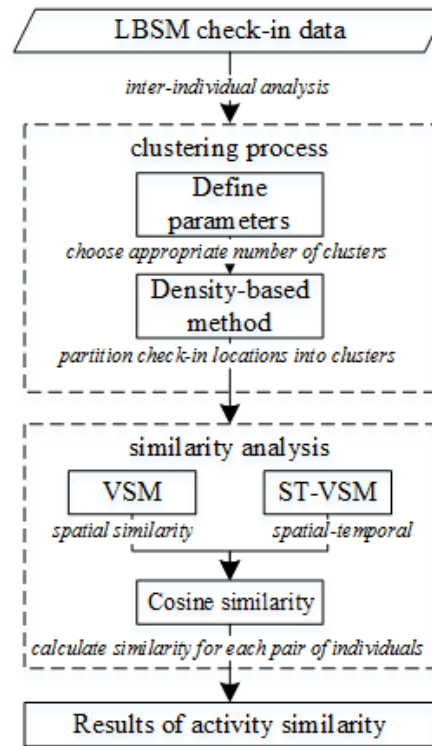 LBSM check-in data
inter-individual analysis
clustering process
Define
parameters
choose appropriate number of clusters
Density-based
method
partition check-in locations into clusters
similarity analysis
VSM
ST-VSM
spatial similarity
spatial-temporal
Cosine similarity
calculate similarity for each pair of individuals
Results of activity similarity